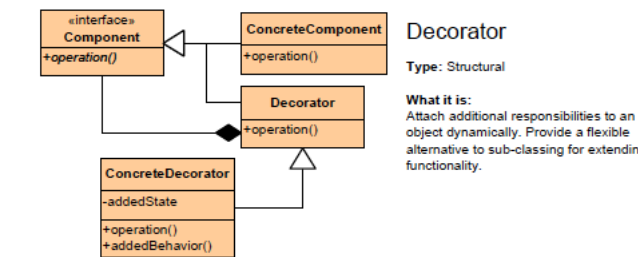 «interface»
Component
+operation()
ConcreteComponent
+operation()
Decorator
+operation()
ConcreteDecorator
-addedState
+operation()
+addedBehavior()
Decorator
Type: Structural
What it is:
Attach additional responsibilities to an
object dynamically. Provide a flexible
alternative to sub-classing for extendin
functionality.